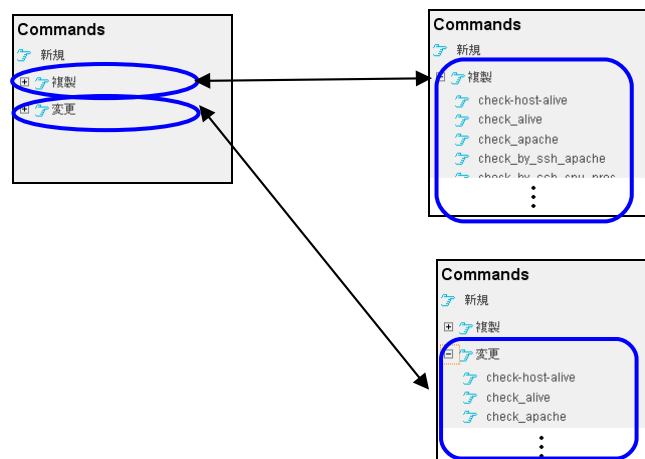 Commands
新規
複製
変更
Commands
新規
複製
check-host-alive
check_alive
check_apache
check_by_ssh_apache
check_by_ssh_cpu_proc
Commands
新規
複製
変更
check-host-alive
check_alive
check_apache